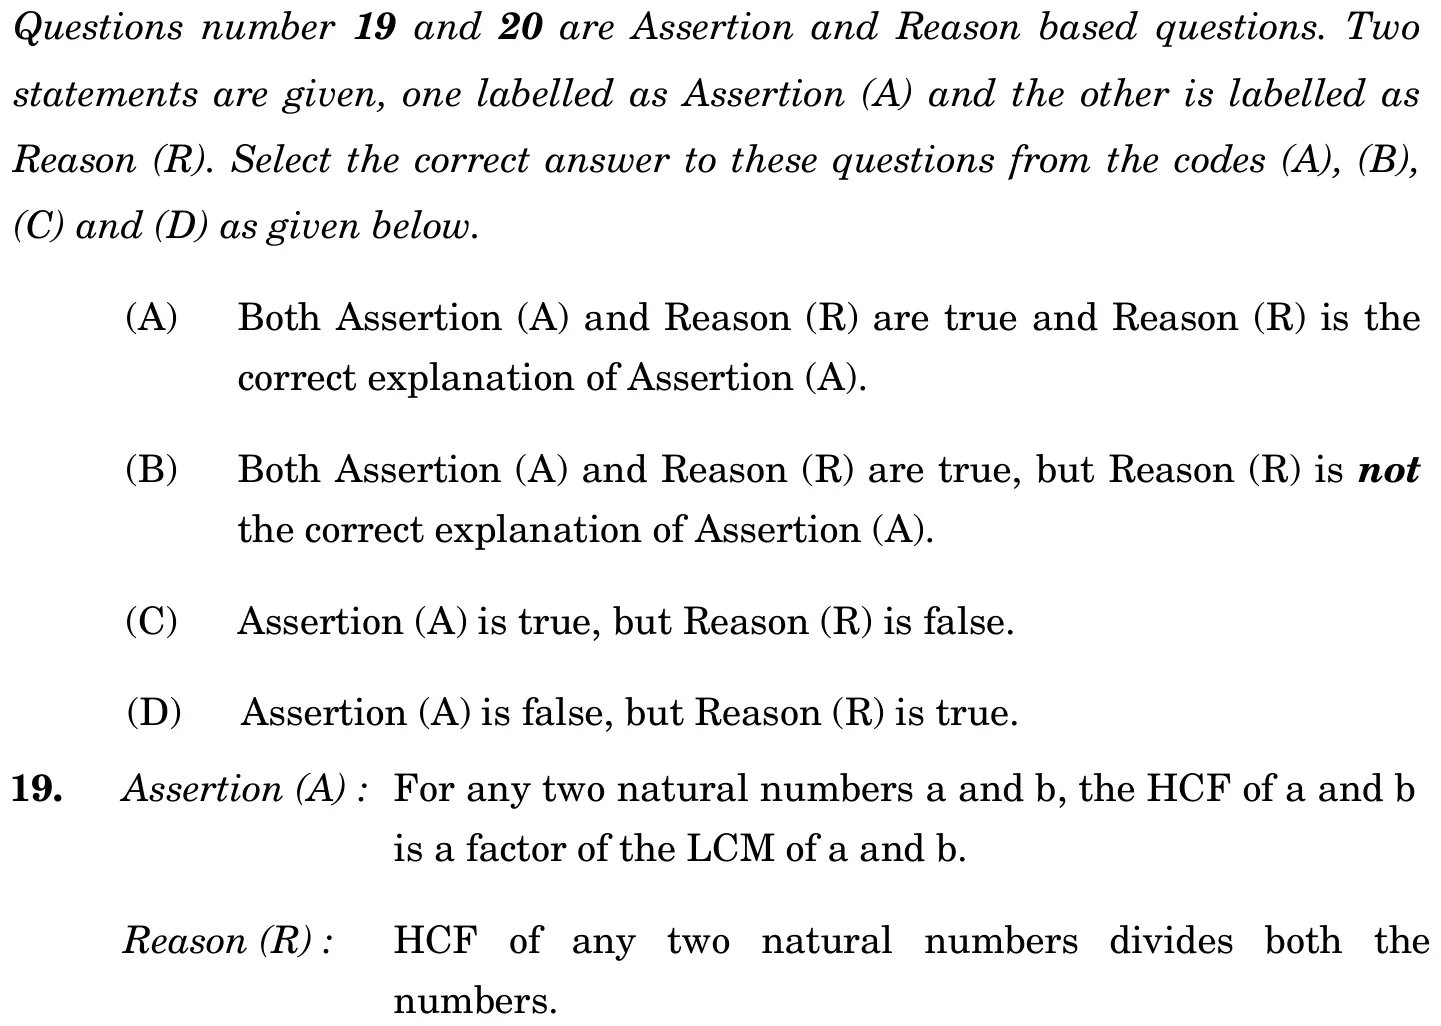 Questions number 19 and 20 are Assertion and Reason based questions. Two
statements are given, one labelled as Assertion (A) and the other is labelled as
Reason (R). Select the correct answer to these questions from the codes (A), (B),
(C) and (D) as given below.
(A) Both Assertion (A) and Reason (R) are true and Reason (R) is the
correct explanation of Assertion (A).
(B) Both Assertion (A) and Reason (R) are true, but Reason (R) is not
the correct explanation of Assertion (A).
(C) Assertion (A) is true, but Reason (R) is false.
(D) Assertion (A) is false, but Reason (R) is true.
19. Assertion (A) : For any two natural numbers a and b, the HCF of a and b
is a factor of the LCM of a and b.
Reason (R) : HCF of any two natural numbers divides both the
numbers.